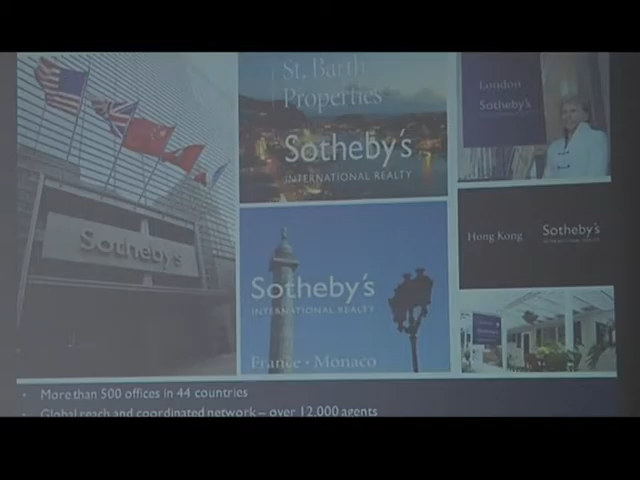 Sotheby's
St. Barth
Properties
Sotheby's
INTERNATIONAL REALTY
Sotheby's
INTERNATIONAL REALTY
France • Monaco
London
Sotheby's
Hong Kong
Sotheby's
INTERNATIONAL REALTY
• More than 500 offices in 44 countries
• Global reach and coordinated network – over 12,000 agents